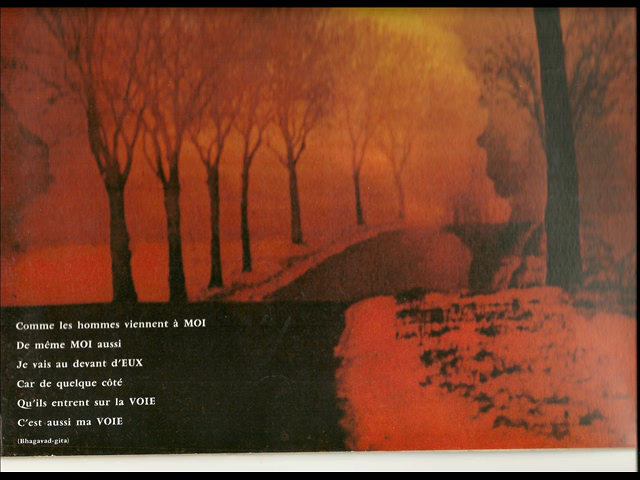 Comme les hommes viennent à MOI
De même MOI aussi
Je vais au devant d'EUX
Car de quelque côté
Qu'ils entrent sur la VOIE
C'est aussi ma VOIE
(Bhagavad-gita)